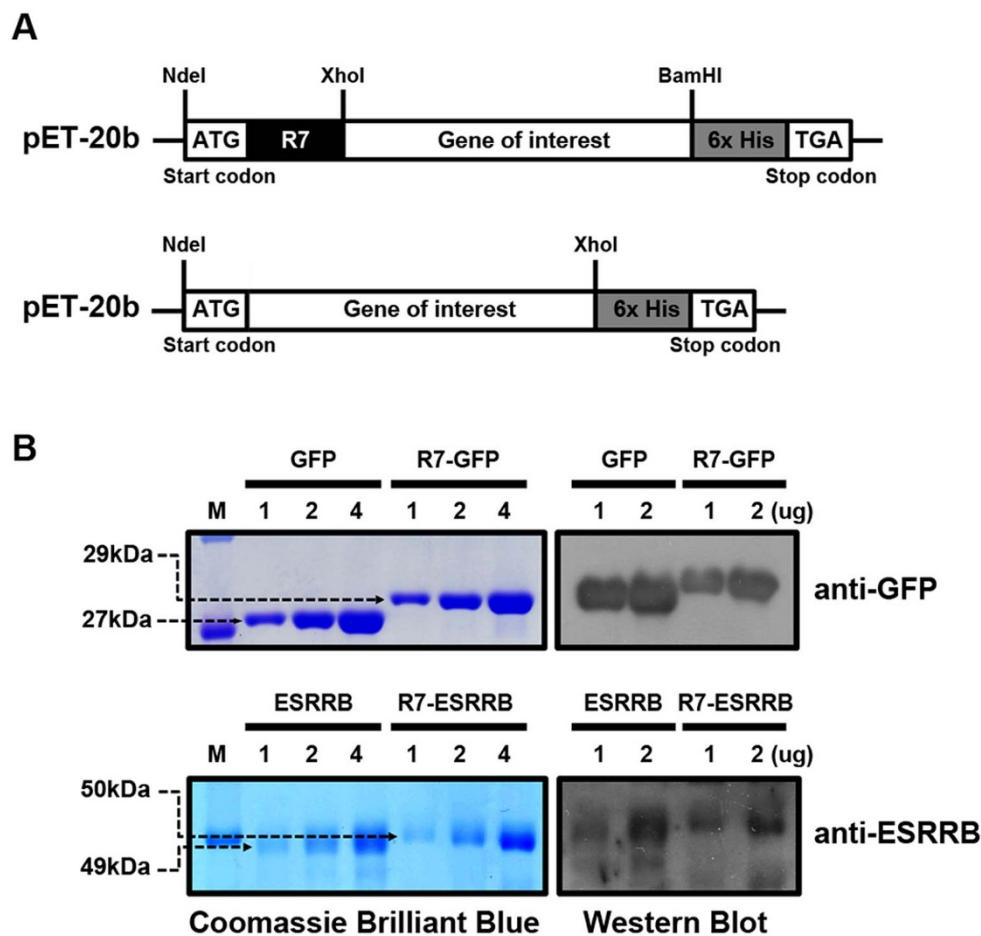 A
NdeI XhoI BamHI
pET-20b ATG R7 Gene of interest 6x His TGA
Start codon Stop codon
NdeI XhoI
pET-20b ATG Gene of interest 6x His TGA
Start codon Stop codon
B
GFP R7-GFP GFP R7-GFP
M 1 2 4 1 2 4 1 2 1 2 (ug)
29kDa
27kDa
anti-GFP
ESRRB R7-ESRRB ESRRB R7-ESRRB
M 1 2 4 1 2 4 1 2 1 2 (ug)
50kDa
49kDa
anti-ESRRB
Coomassie Brilliant Blue Western Blot